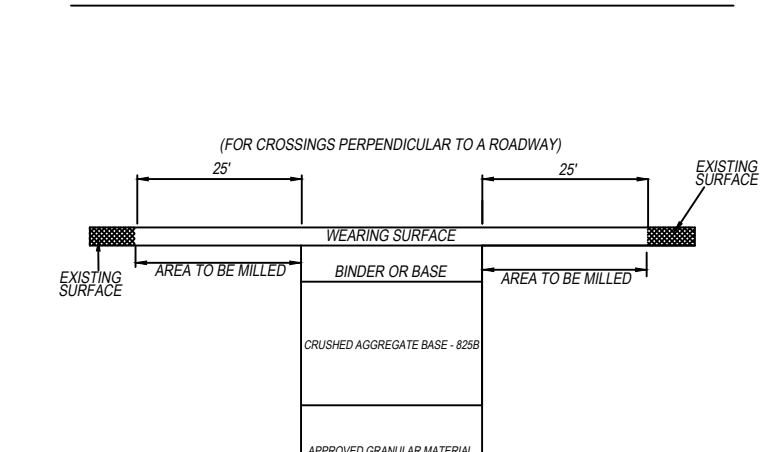 (FOR CROSSINGS PERPENDICULAR TO A ROADWAY)
25'
25'
EXISTING
SURFACE
WEARING SURFACE
EXISTING
SURFACE
AREA TO BE MILLED
BINDER OR BASE
AREA TO BE MILLED
CRUSHED AGGREGATE BASE - 825B
APPROVED GRANULAR MATERIAL